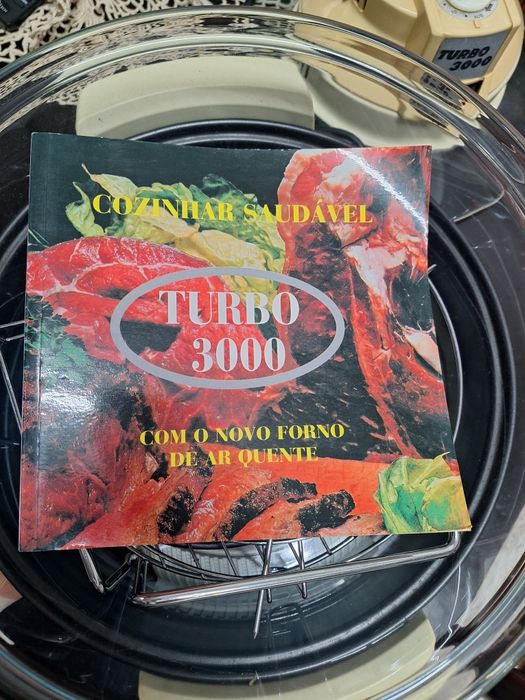 TURBO
3000
COZINHAR SAUDÁVEL
TURBO
3000
COM O NOVO FORNO
DE AR QUENTE